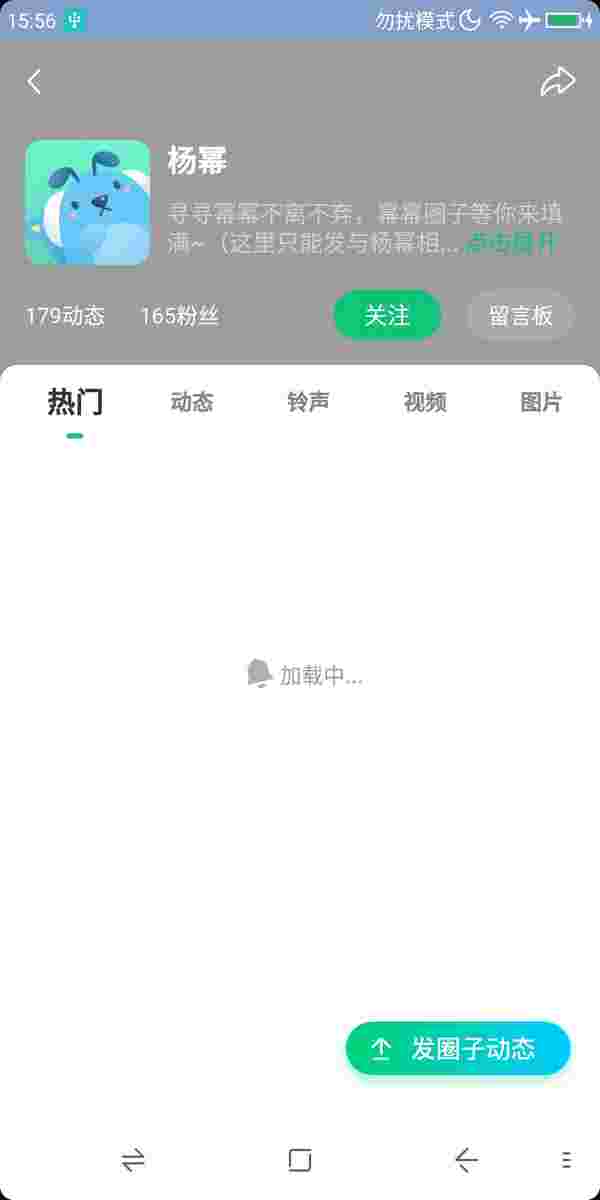 15:56
勿扰模式
杨幂
寻寻幂幂不离不弃，幂幂圈子等你来填
满~（这里只能发与杨幂相... 点击展开
179动态 165粉丝 关注 留言板
热门 动态 铃声 视频 图片
加载中...
发圈子动态